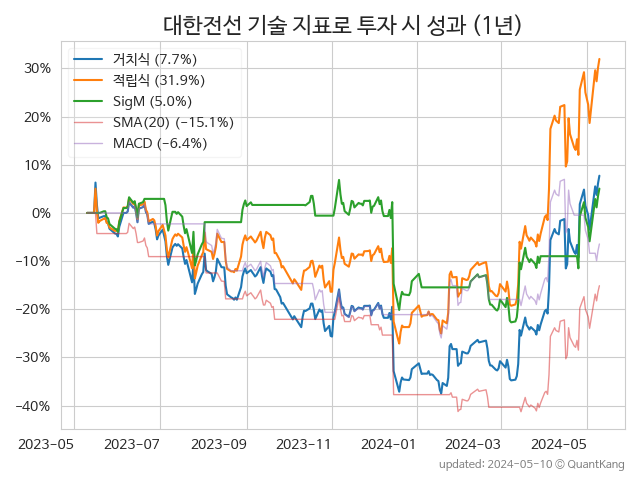 대한전선 기술 지표로 투자 시 성과 (1년)
거치식 (7.7%)
적립식 (31.9%)
SigM (5.0%)
SMA(20) (−15.1%)
MACD (−6.4%)
30%
20%
10%
0%
−10%
−20%
−30%
−40%
2023-05
2023-07
2023-09
2023-11
2024-01
2024-03
2024-05
updated: 2024-05-10 © QuantKang